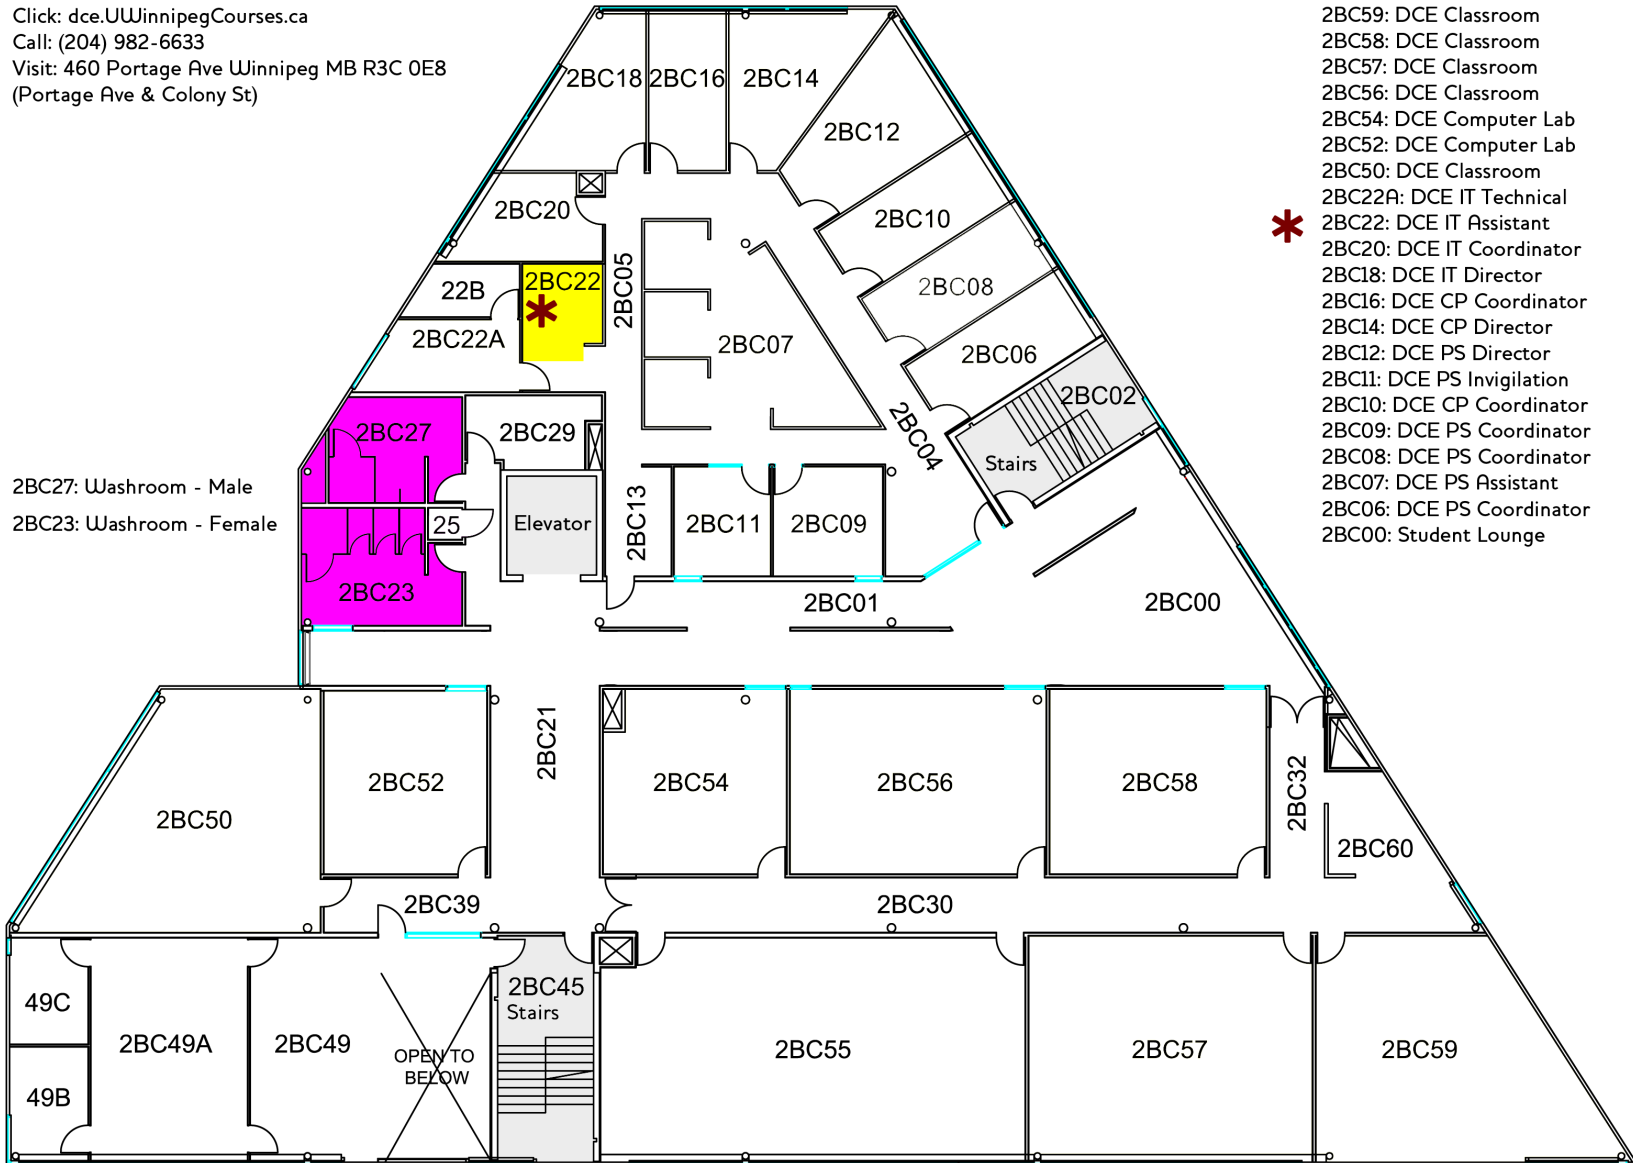 Click: dce.UWinnipegCourses.ca
Call: (204) 982-6633
Visit: 460 Portage Ave Winnipeg MB R3C 0E8
(Portage Ave & Colony St)
2BC59: DCE Classroom
2BC58: DCE Classroom
2BC57: DCE Classroom
2BC56: DCE Classroom
2BC54: DCE Computer Lab
2BC52: DCE Computer Lab
2BC50: DCE Classroom
2BC22A: DCE IT Technical
2BC22: DCE IT Assistant
2BC20: DCE IT Coordinator
2BC18: DCE IT Director
2BC16: DCE CP Coordinator
2BC14: DCE CP Director
2BC12: DCE PS Director
2BC11: DCE PS Invigilation
2BC10: DCE CP Coordinator
2BC09: DCE PS Coordinator
2BC08: DCE PS Coordinator
2BC07: DCE PS Assistant
2BC06: DCE PS Coordinator
2BC00: Student Lounge
2BC27: Washroom - Male
2BC23: Washroom - Female
2BC18
2BC16
2BC14
2BC12
2BC20
2BC10
22B
2BC22
2BC05
2BC08
2BC22A
2BC07
2BC06
2BC02
2BC27
2BC29
2BC04
Stairs
25
Elevator
2BC13
2BC11
2BC09
2BC23
2BC01
2BC00
2BC21
2BC52
2BC54
2BC56
2BC58
2BC32
2BC50
2BC60
2BC39
2BC30
49C
2BC45
Stairs
2BC49A
2BC49
OPEN TO
BELOW
2BC55
2BC57
2BC59
49B